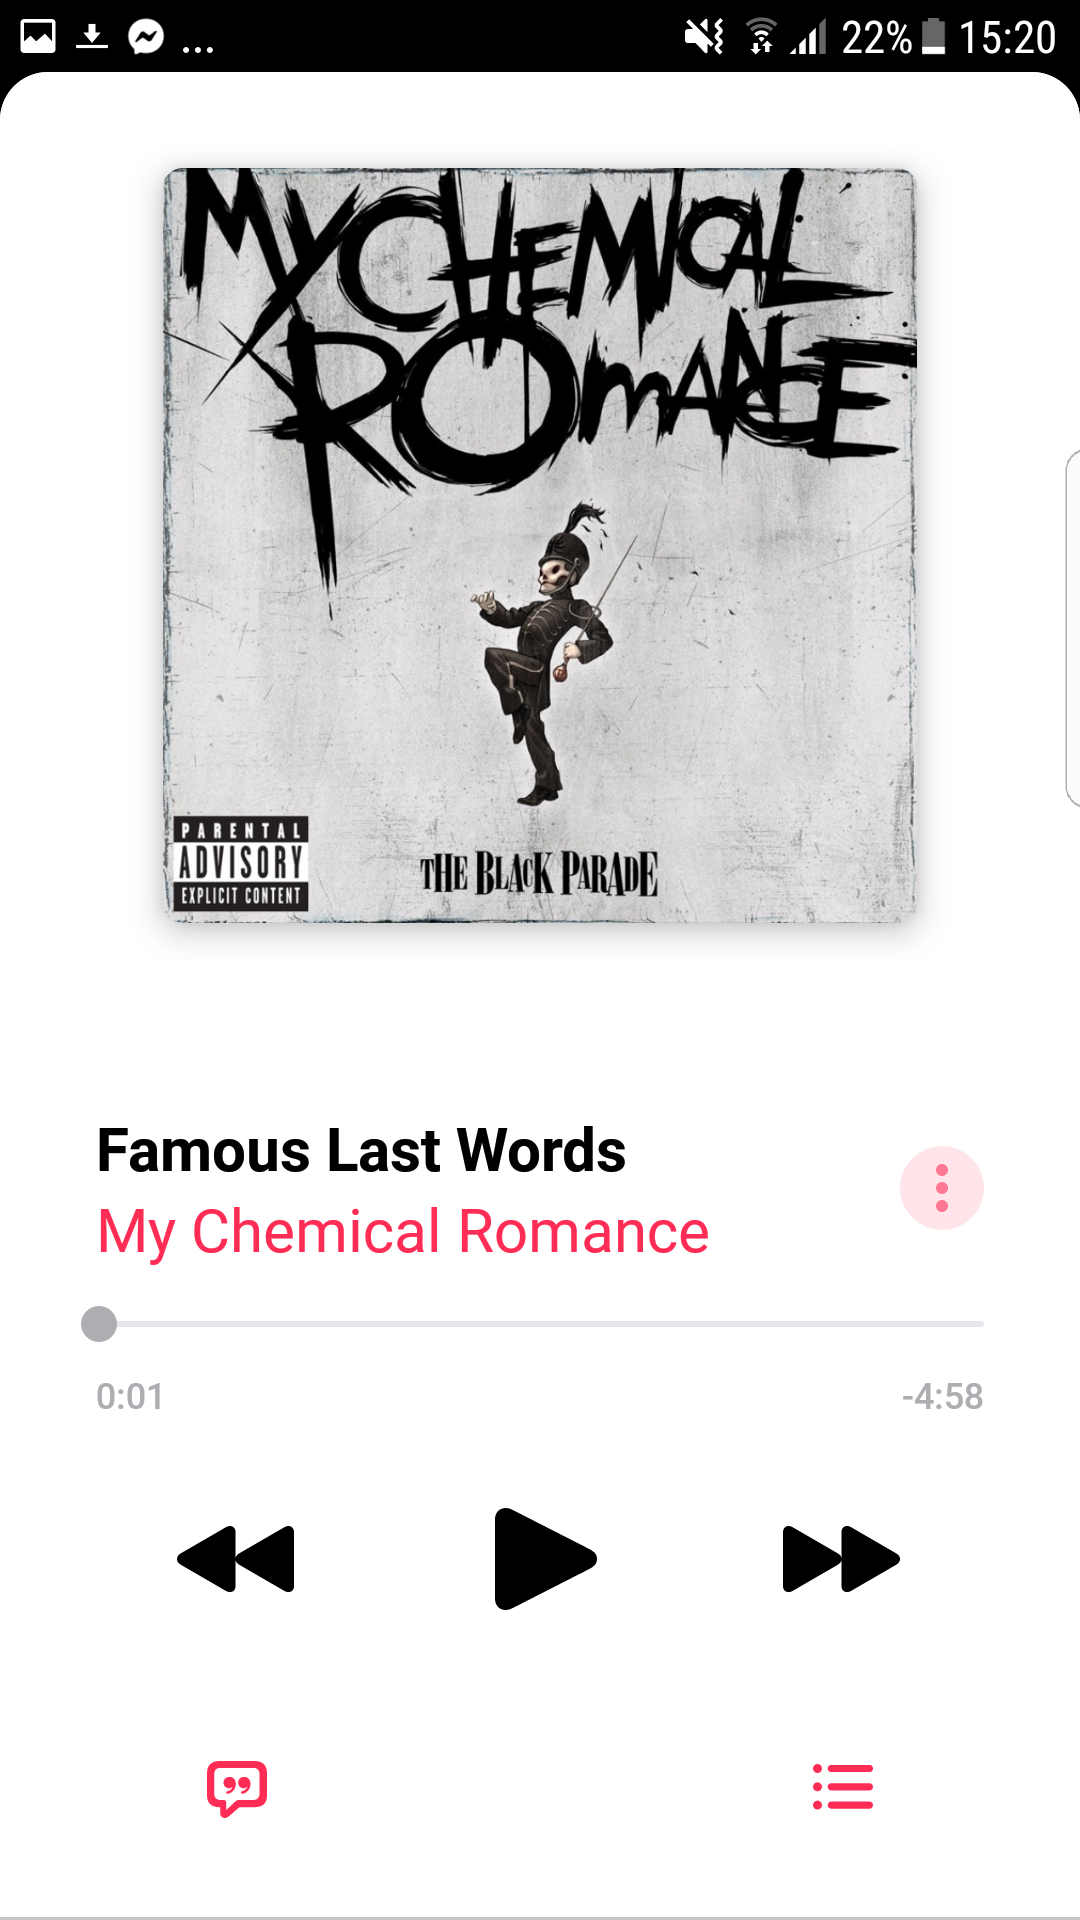 ... 22% 15:20
MY CHEMICAL
ROMANCE
PARENTAL
ADVISORY
EXPLICIT CONTENT
THE BLACK PARADE
Famous Last Words
My Chemical Romance
0:01 -4:58